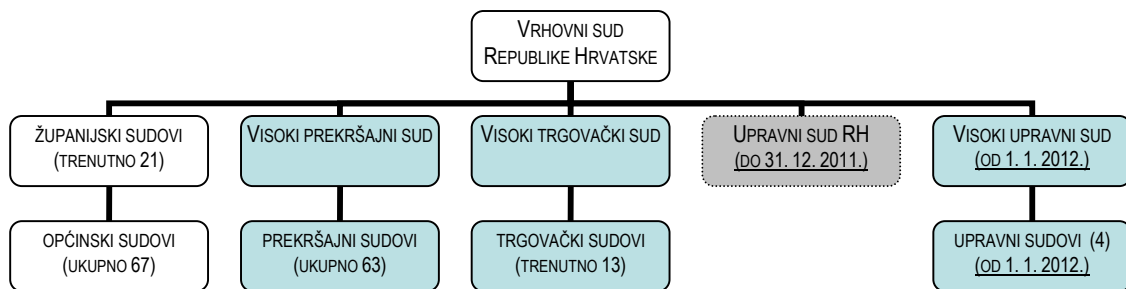 VRHOVNI SUD
REPUBLIKE HRVATSKE
ŽUPANIJSKI SUDOVI
(TRENUTNO 21)
VISOKI PREKRŠAJNI SUD
VISOKI TRGOVAČKI SUD
UPRAVNI SUD RH
(DO 31. 12. 2011.)
VISOKI UPRAVNI SUD
(OD 1. 1. 2012.)
OPĆINSKI SUDOVI
(UKUPNO 67)
PREKRŠAJNI SUDOVI
(UKUPNO 63)
TRGOVAČKI SUDOVI
(TRENUTNO 13)
UPRAVNI SUDOVI (4)
(OD 1. 1. 2012.)